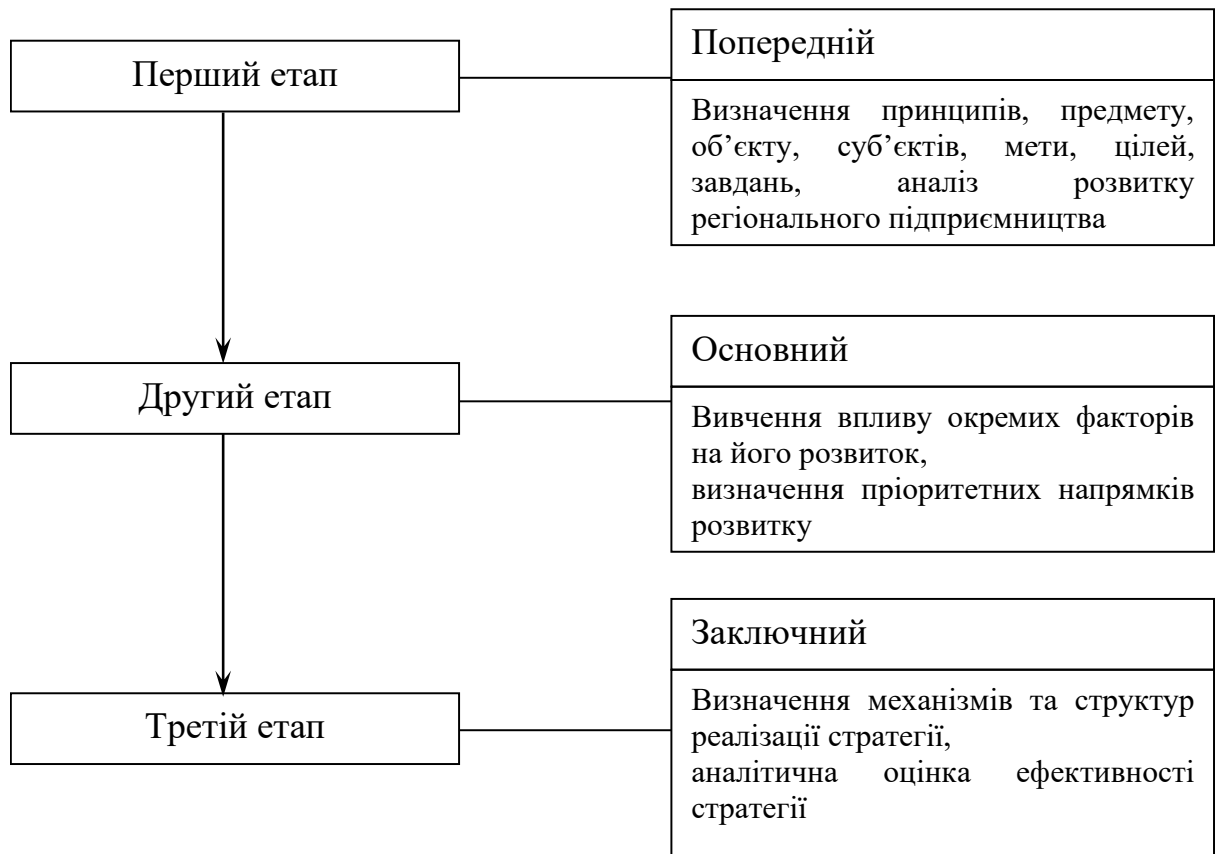 Перший етап
Попередній
Визначення принципів, предмету,
об’єкту, суб’єктів, мети, цілей,
завдань, аналіз розвитку
регіонального підприємництва
Другий етап
Основний
Вивчення впливу окремих факторів
на його розвиток,
визначення пріоритетних напрямків
розвитку
Третій етап
Заключний
Визначення механізмів та структур
реалізації стратегії,
аналітична оцінка ефективності
стратегії